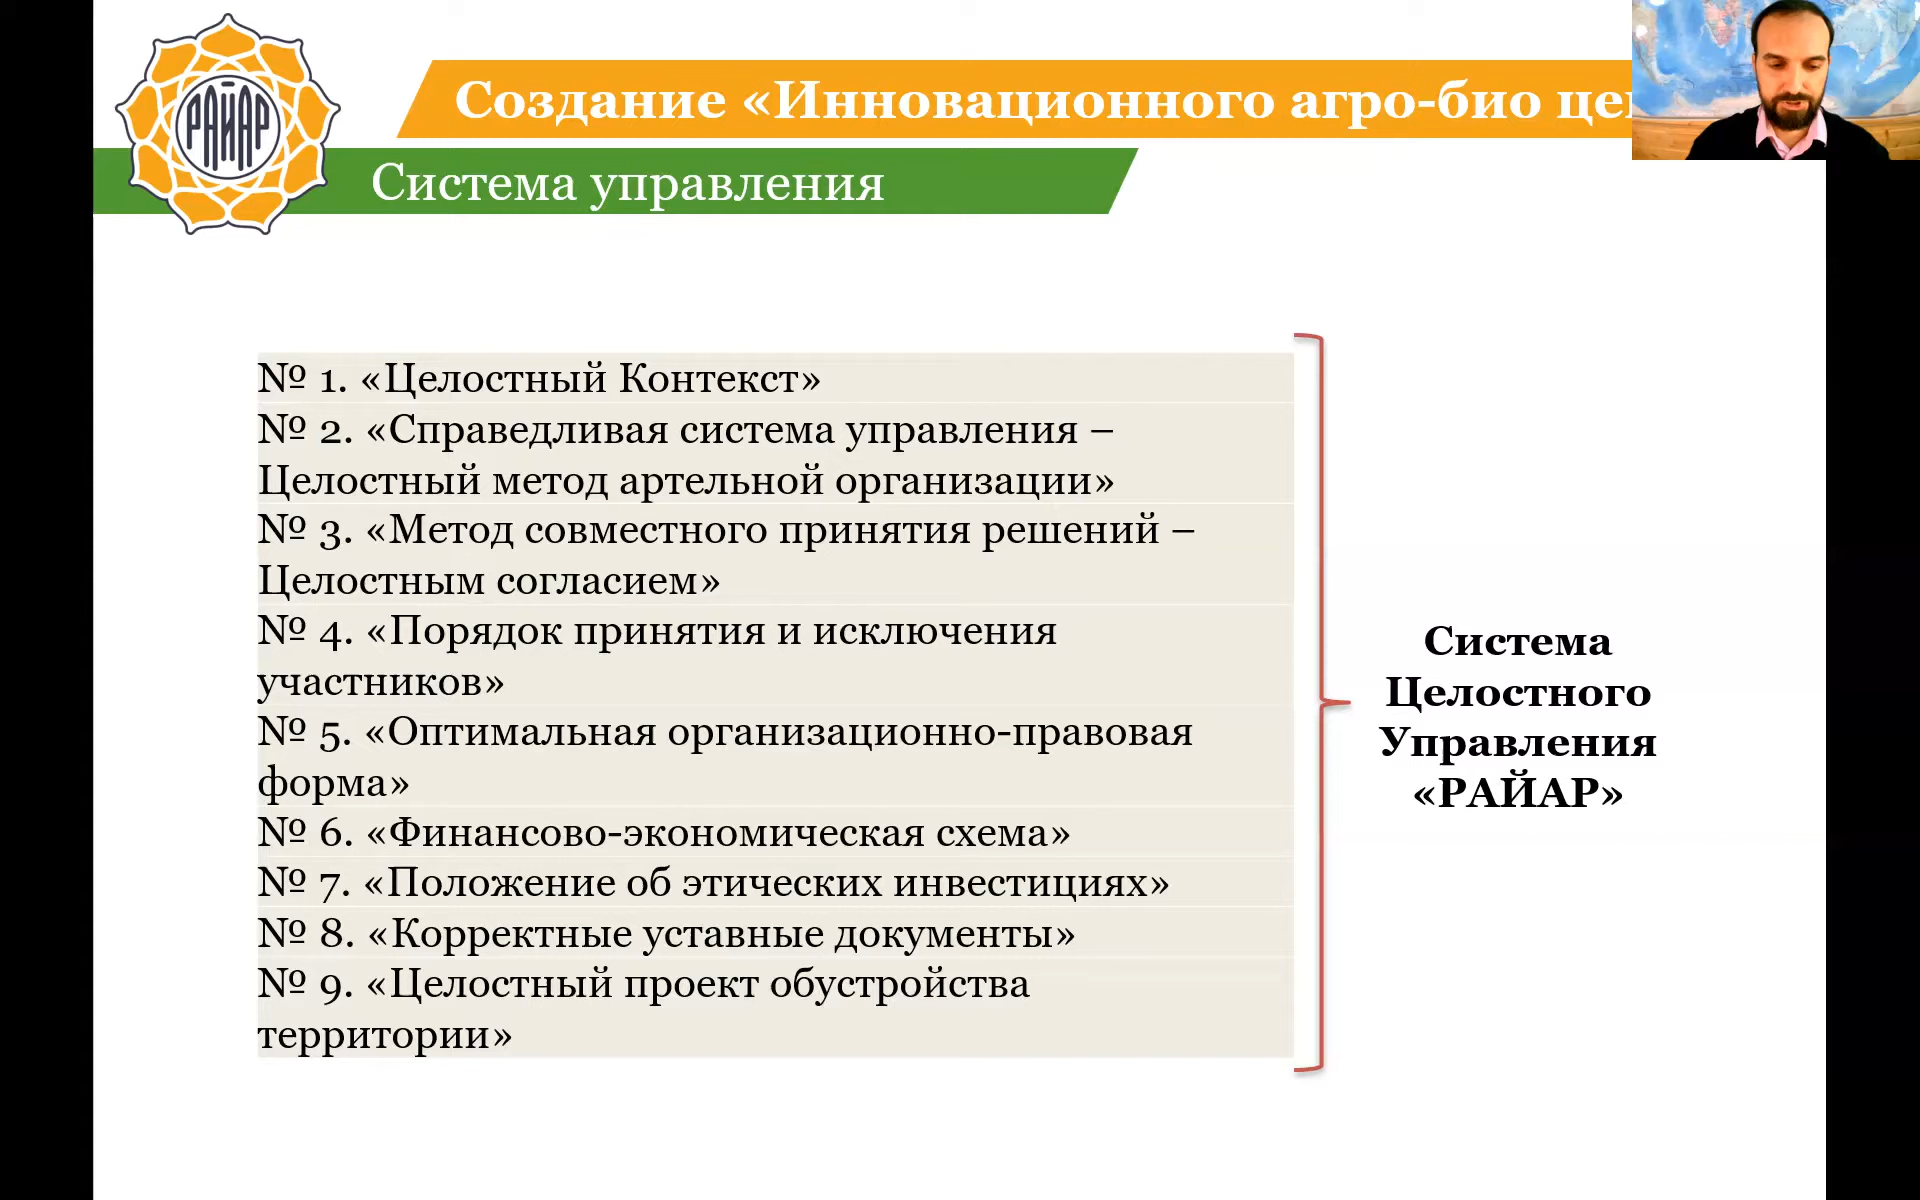 РАЙАР
Создание «Инновационного агро-био
Система управления
№ 1. «Целостный Контекст»
№ 2. «Справедливая система управления –
Целостный метод артельной организации»
№ 3. «Метод совместного принятия решений –
Целостным согласием»
№ 4. «Порядок принятия и исключения
участников»
№ 5. «Оптимальная организационно-правовая
форма»
№ 6. «Финансово-экономическая схема»
№ 7. «Положение об этических инвестициях»
№ 8. «Корректные уставные документы»
№ 9. «Целостный проект обустройства
территории»
Система
Целостного
Управления
«РАЙАР»